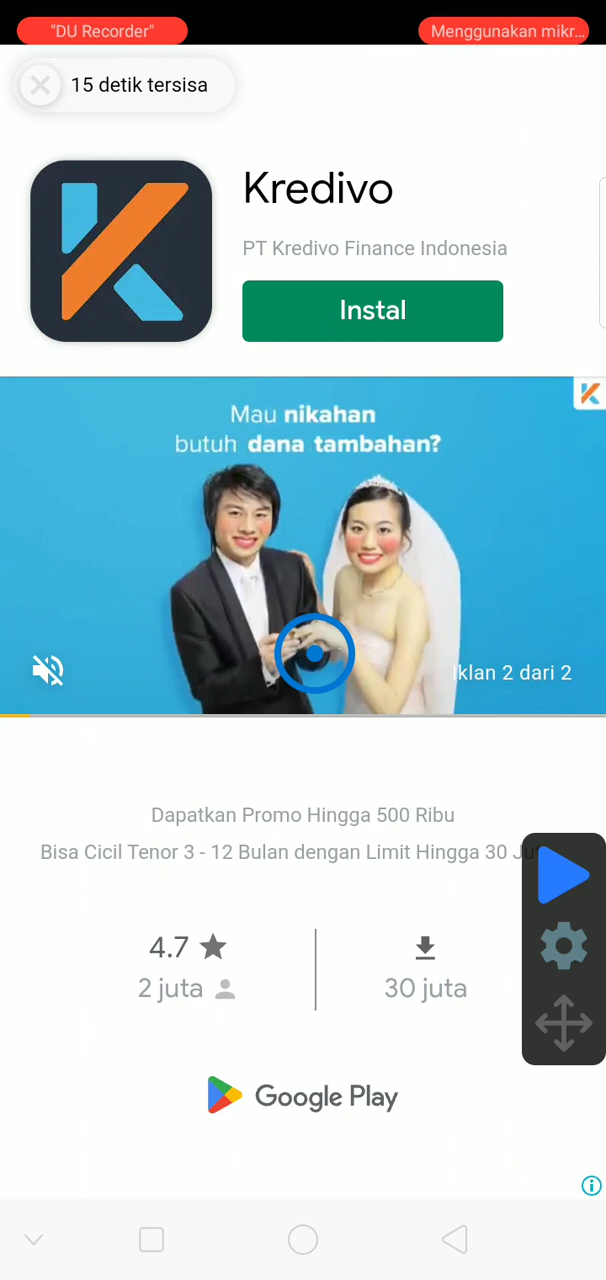 "DU Recorder"
Menggunakan mikr...
15 detik tersisa
Kredivo
PT Kredivo Finance Indonesia
Instal
Mau nikahan
butuh dana tambahan?
Iklan 2 dari 2
Dapatkan Promo Hingga 500 Ribu
Bisa Cicil Tenor 3 - 12 Bulan dengan Limit Hingga 30
4.7
2 juta
30 juta
Google Play